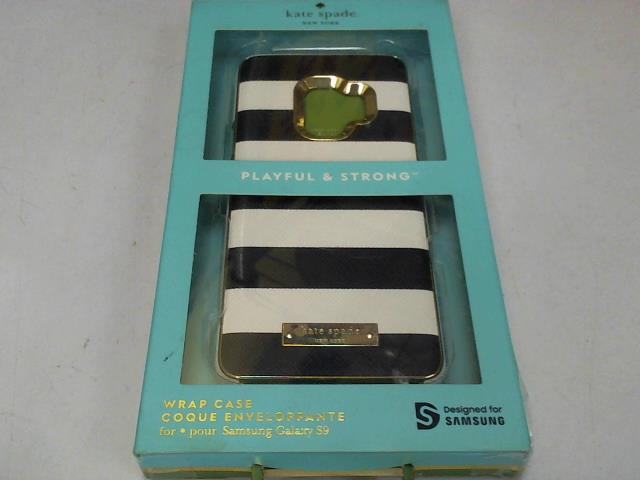 kate spade
NEW YORK
PLAYFUL & STRONG™
kate spade
NEW YORK
WRAP CASE
COQUE ENVELOPPANTE
for • pour Samsung Galaxy S9
Designed for
SAMSUNG